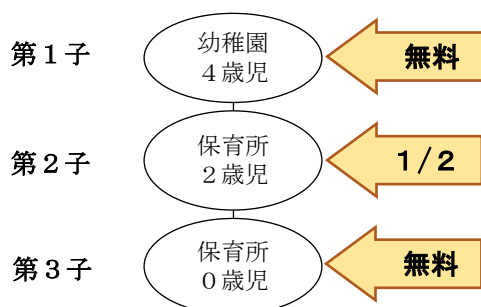 第１子
幼稚園
４歳児
無料
第２子
保育所
２歳児
１/２
第３子
保育所
０歳児
無料